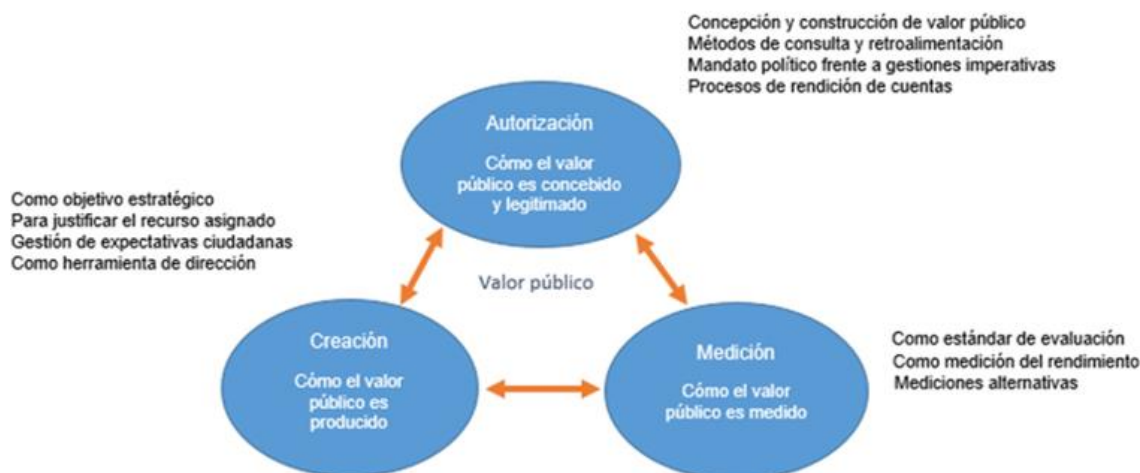 Concepción y construcción de valor público
Métodos de consulta y retroalimentación
Mandato político frente a gestiones imperativas
Procesos de rendición de cuentas
Autorización
Cómo el valor
público es concebido
y legitimado
Como objetivo estratégico
Para justificar el recurso asignado
Gestión de expectativas ciudadanas
Como herramienta de dirección
Valor público
Creación
Cómo el valor
público es
producido
Medición
Cómo el valor
público es medido
Como estándar de evaluación
Como medición del rendimiento
Mediciones alternativas